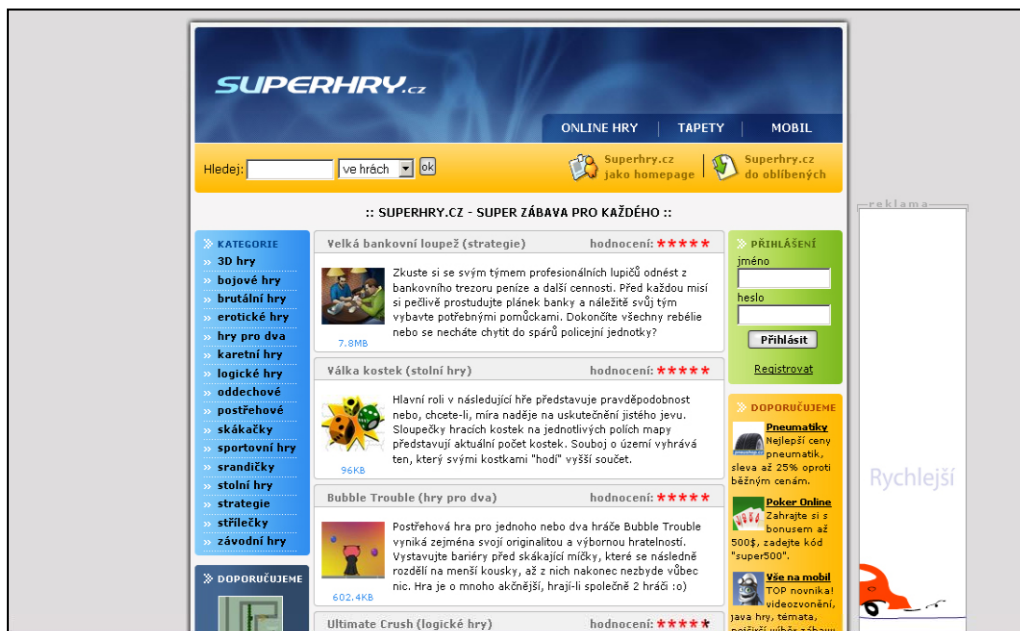 SUPERHRY.cz
ONLINE HRY
TAPETY
MOBIL
Hledej:
ve hrách
ok
Superhry.cz
jako homepage
Superhry.cz
do oblíbených
:: SUPERHRY.CZ - SUPER ZÁBAVA PRO KAŽDÉHO ::
reklama
KATEGORIE
3D hry
bojové hry
brutální hry
erotické hry
hry pro dva
karetní hry
logické hry
oddechové
postřehové
skákačky
sportovní hry
srandičky
stolní hry
strategie
střílečky
závodní hry
DOPORUČUJEME
Velká bankovní loupež (strategie)
hodnocení:
Zkuste si se svým týmem profesionálních lupičů odnést z
bankovního trezoru peníze a další cennosti. Před každou misí
si pečlivě prostudujte plánek banky a náležitě svůj tým
vybavte potřebnými pomůckami. Dokončíte všechny rebélie
nebo se necháte chytit do spárů policejní jednotky?
7.8MB
Válka kostek (stolní hry)
hodnocení:
Hlavní roli v následující hře představuje pravděpodobnost
nebo, chcete-li, míra naděje na uskutečnění jistého jevu.
Sloupečky hracích kostek na jednotlivých polích mapy
představují aktuální počet kostek. Souboj o území vyhrává
ten, který svými kostkami "hodí" vyšší součet.
96KB
Bubble Trouble (hry pro dva)
hodnocení:
Postřehová hra pro jednoho nebo dva hráče Bubble Trouble
vyniká zejména svojí originalitou a výbornou hratelností.
Vystavujte bariéry před skákající míčky, které se následně
rozdělí na menší kousky, až z nich nakonec nezbyde vůbec
nic. Hra je o mnoho akčnější, hrají-li společně 2 hráči :o)
602.4KB
Ultimate Crush (logické hry)
hodnocení:
PŘIHLÁŠENÍ
jméno
heslo
Přihlásit
Registrovat
DOPORUČUJEME
Pneumatiky
Nejlepší ceny
pneumatik,
sleva až 25% oproti
běžným cenám.
Poker Online
Zahrajte si s
bonusem až
500$, zadejte kód
"super500".
Vše na mobil
TOP novnika!
videozvonění,
java hry, témata,
nejširší výběr zábavy
Rychlejší